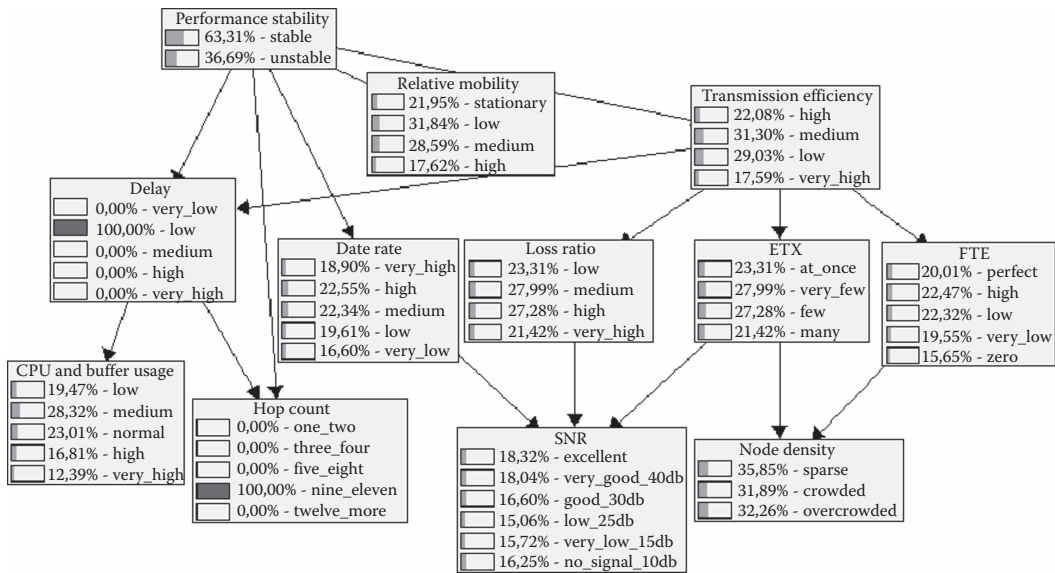 Performance stability
63,31% - stable
36,69% - unstable
Relative mobility
21,95% - stationary
31,84% - low
28,59% - medium
17,62% - high
Transmission efficiency
22,08% - high
31,30% - medium
29,03% - low
17,59% - very_high
Delay
0,00% - very_low
100,00% - low
0,00% - medium
0,00% - high
0,00% - very_high
Date rate
18,90% - very_high
22,55% - high
22,34% - medium
19,61% - low
16,60% - very_low
Loss ratio
23,31% - low
27,99% - medium
27,28% - high
21,42% - very_high
ETX
23,31% - at_once
27,99% - very_few
27,28% - few
21,42% - many
FTE
20,01% - perfect
22,47% - high
22,32% - low
19,55% - very_low
15,65% - zero
CPU and buffer usage
19,47% - low
28,32% - medium
23,01% - normal
16,81% - high
12,39% - very_high
Hop count
0,00% - one_two
0,00% - three_four
0,00% - five_eight
100,00% - nine_eleven
0,00% - twelve_more
SNR
18,32% - excellent
18,04% - very_good_40db
16,60% - good_30db
15,06% - low_25db
15,72% - very_low_15db
16,25% - no_signal_10db
Node density
35,85% - sparse
31,89% - crowded
32,26% - overcrowded